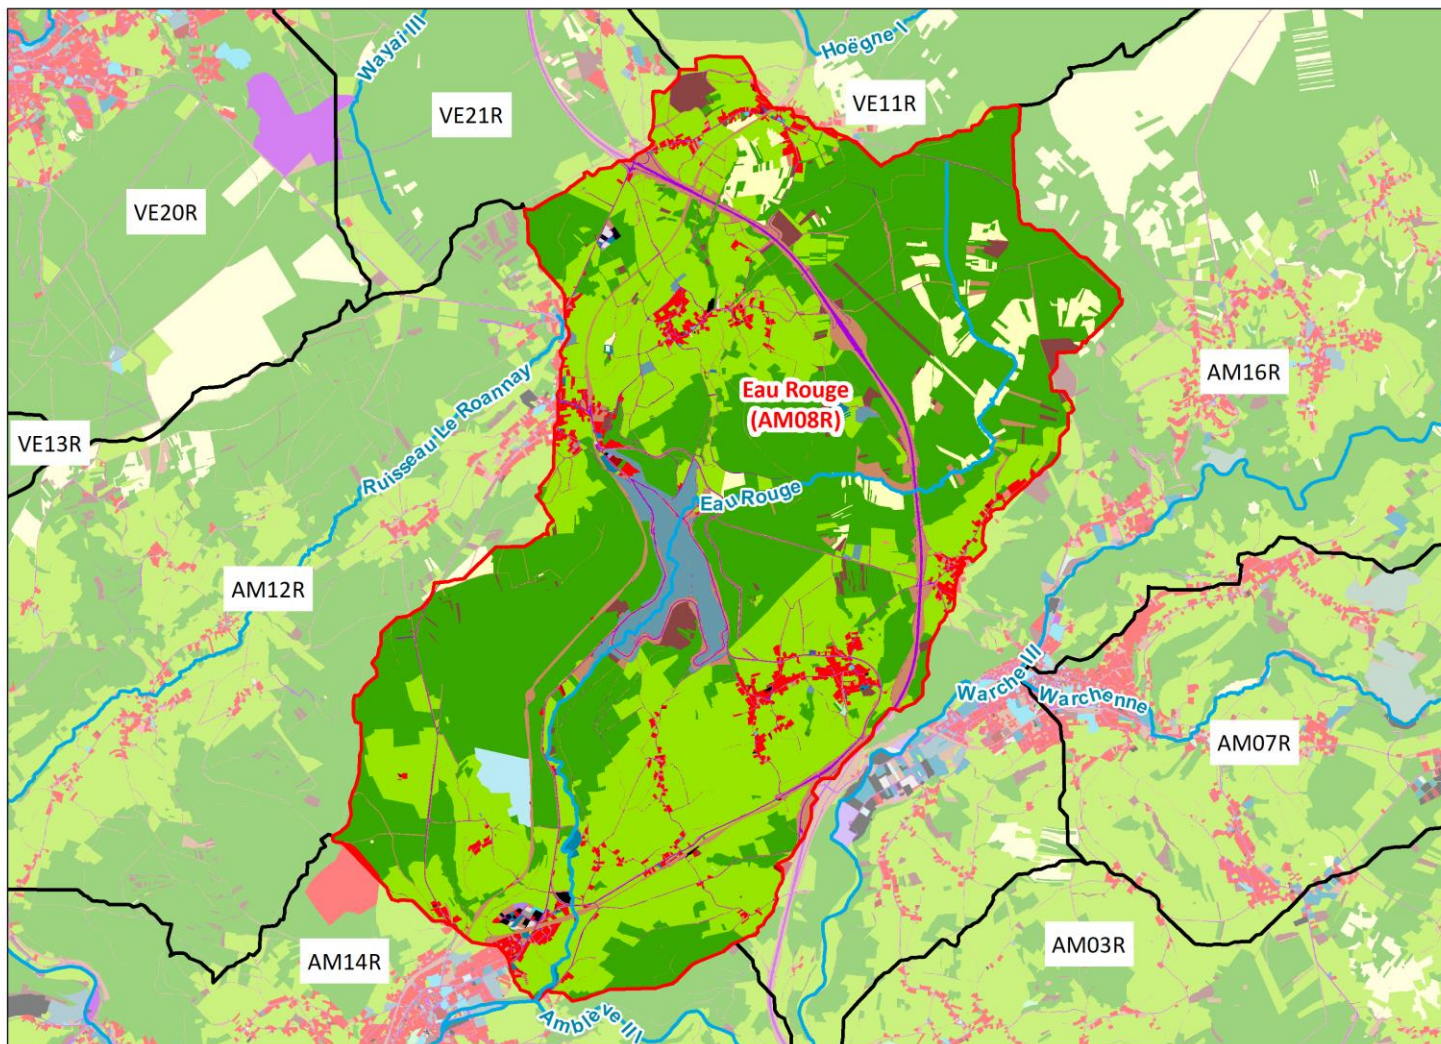 Wayai III
Hoëgne I
VE11R
VE21R
VE20R
AM16R
Eau Rouge
(AM08R)
Ruisseau Le Roannay
VE13R
Eau Rouge
AM12R
Warche III
Warchenne
AM07R
AM03R
AM14R
Amblève III